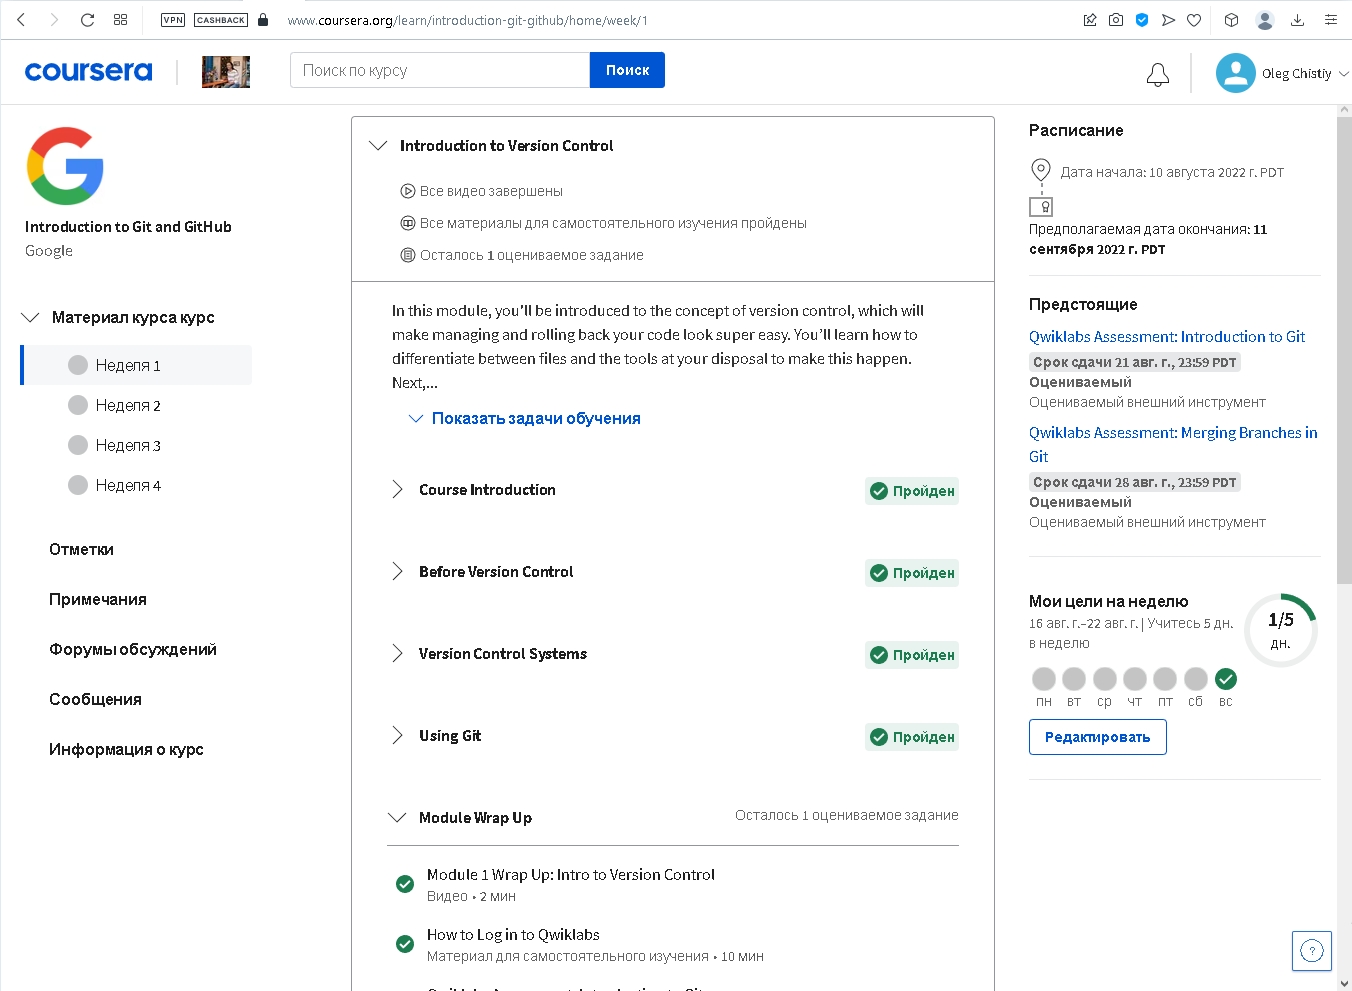 VPN CASHBACK www.coursera.org/learn/introduction-git-github/home/week/1
coursera
Поиск по курсу
Поиск
Oleg Chistiy
Introduction to Git and GitHub
Google
Материал курса курс
Неделя 1
Неделя 2
Неделя 3
Неделя 4
Отметки
Примечания
Форумы обсуждений
Сообщения
Информация о курс
Introduction to Version Control
Все видео завершены
Все материалы для самостоятельного изучения пройдены
Осталось 1 оцениваемое задание
In this module, you’ll be introduced to the concept of version control, which will
make managing and rolling back your code look super easy. You’ll learn how to
differentiate between files and the tools at your disposal to make this happen.
Next,...
Показать задачи обучения
Course Introduction
Пройден
Before Version Control
Пройден
Version Control Systems
Пройден
Using Git
Пройден
Module Wrap Up
Осталось 1 оцениваемое задание
Module 1 Wrap Up: Intro to Version Control
Видео • 2 мин
How to Log in to Qwiklabs
Материал для самостоятельного изучения • 10 мин
Расписание
Дата начала: 10 августа 2022 г. PDT
Предполагаемая дата окончания: 11
сентября 2022 г. PDT
Предстоящие
Qwiklabs Assessment: Introduction to Git
Срок сдачи 21 авг. г., 23:59 PDT
Оцениваемый
Оцениваемый внешний инструмент
Qwiklabs Assessment: Merging Branches in
Git
Срок сдачи 28 авг. г., 23:59 PDT
Оцениваемый
Оцениваемый внешний инструмент
Мои цели на неделю
16 авг. г.–22 авг. г. | Учитесь 5 дн.
в неделю
1/5
дн.
пн вт ср чт пт сб вс
Редактировать
?